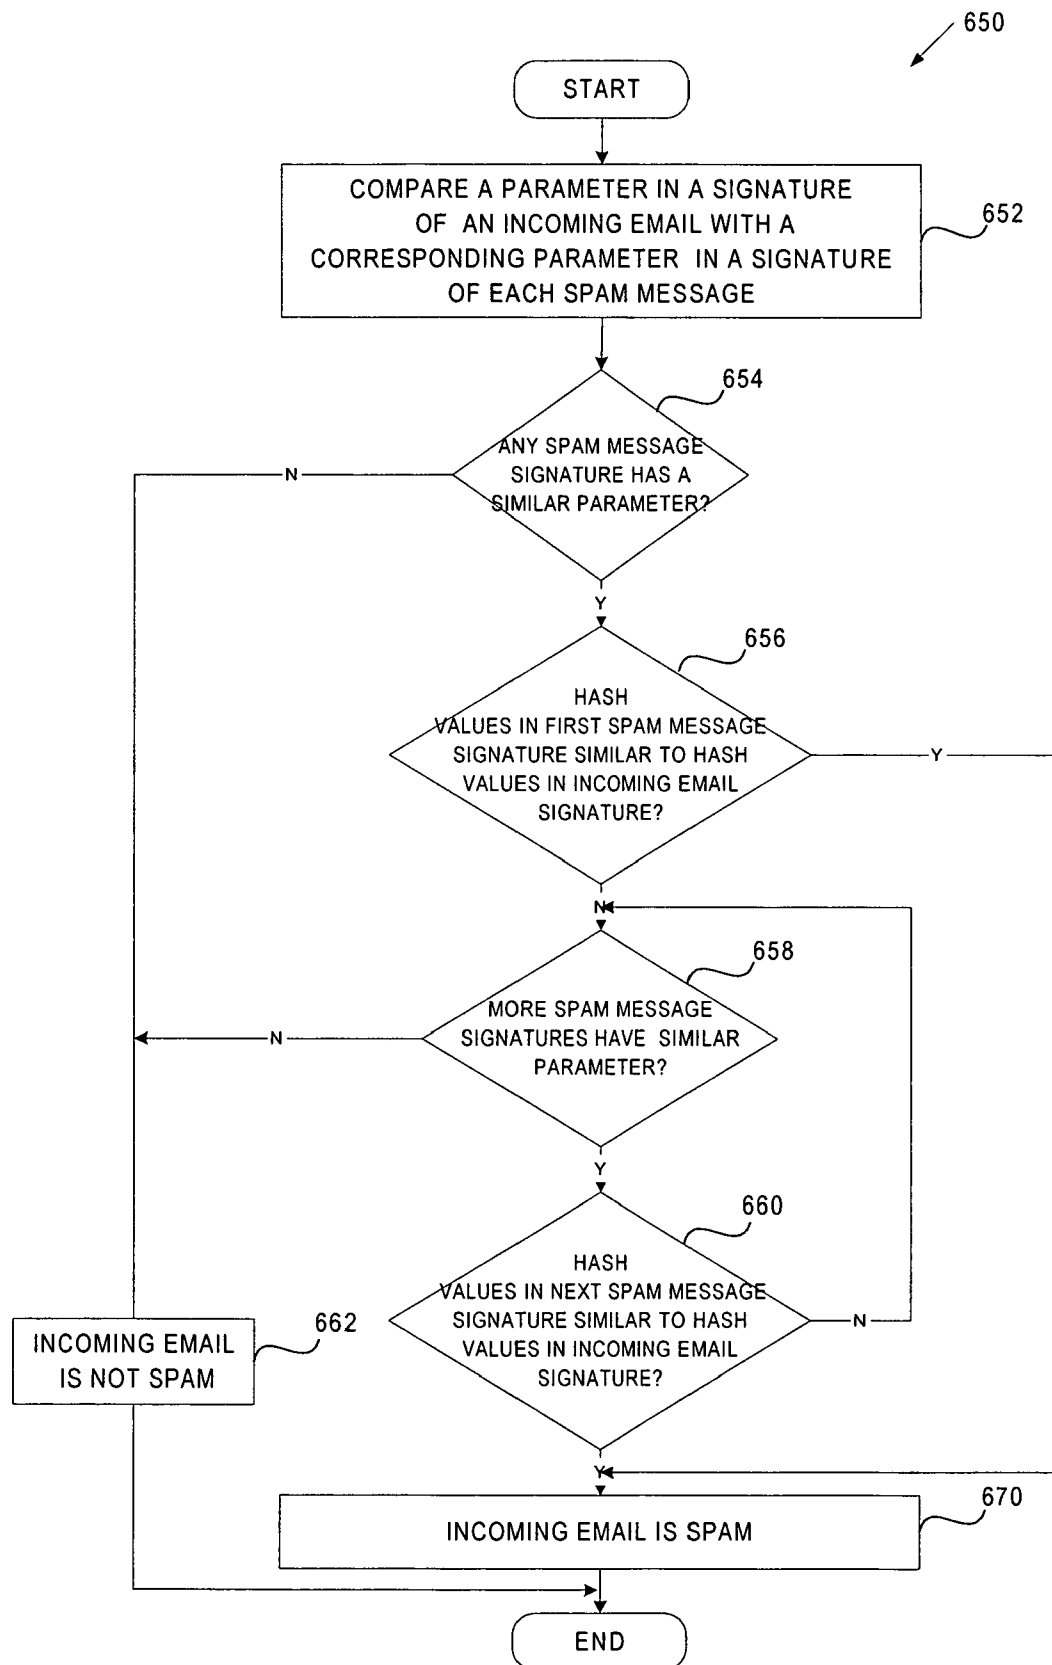 650
START
COMPARE A PARAMETER IN A SIGNATURE
OF AN INCOMING EMAIL WITH A
CORRESPONDING PARAMETER IN A SIGNATURE
OF EACH SPAM MESSAGE
652
654
ANY SPAM MESSAGE
SIGNATURE HAS A
SIMILAR PARAMETER?
N
Y
656
HASH
VALUES IN FIRST SPAM MESSAGE
SIGNATURE SIMILAR TO HASH
VALUES IN INCOMING EMAIL
SIGNATURE?
Y
N
658
MORE SPAM MESSAGE
SIGNATURES HAVE SIMILAR
PARAMETER?
N
Y
660
HASH
VALUES IN NEXT SPAM MESSAGE
SIGNATURE SIMILAR TO HASH
VALUES IN INCOMING EMAIL
SIGNATURE?
N
662
INCOMING EMAIL
IS NOT SPAM
Y
670
INCOMING EMAIL IS SPAM
END